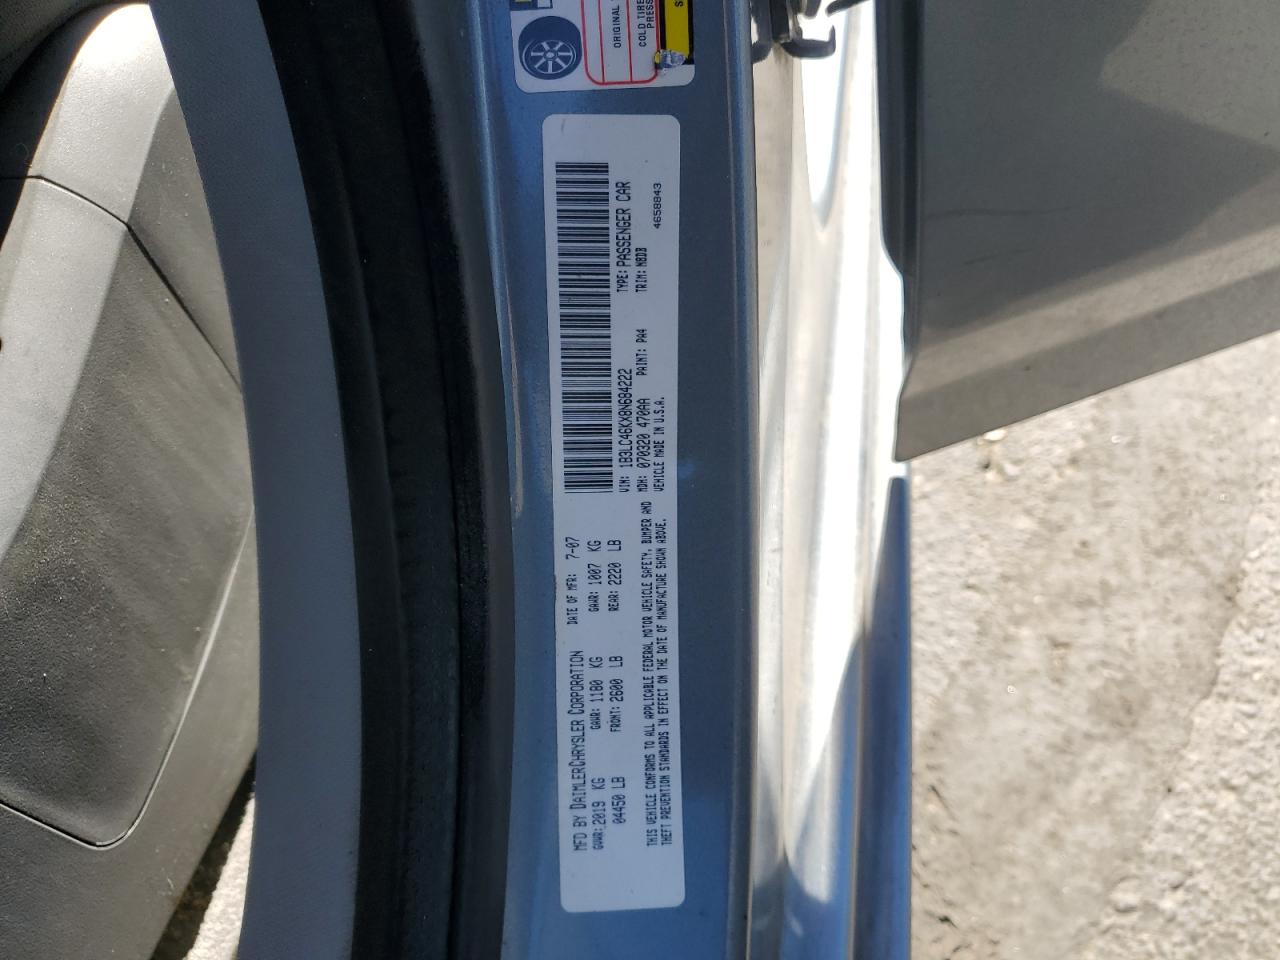 ORIGINAL
COLD TIRE
PRESS
S
MFD BY DAIMLERCHRYSLER CORPORATION DATE OF MFR: 7-07
GVWR: 2019 KG GAWR: 1180 KG GAWR: 1007 KG
04450 LB FRONT: 2600 LB REAR: 2220 LB
VIN: 1B3LC46KX8N684222 TYPE: PASSENGER CAR
MDH: 070320 470AA PAINT: PA4 TRIM: M8DB
VEHICLE MADE IN U.S.A. 4658843
THIS VEHICLE CONFORMS TO ALL APPLICABLE FEDERAL MOTOR VEHICLE SAFETY, BUMPER AND
THEFT PREVENTION STANDARDS IN EFFECT ON THE DATE OF MANUFACTURE SHOWN ABOVE.